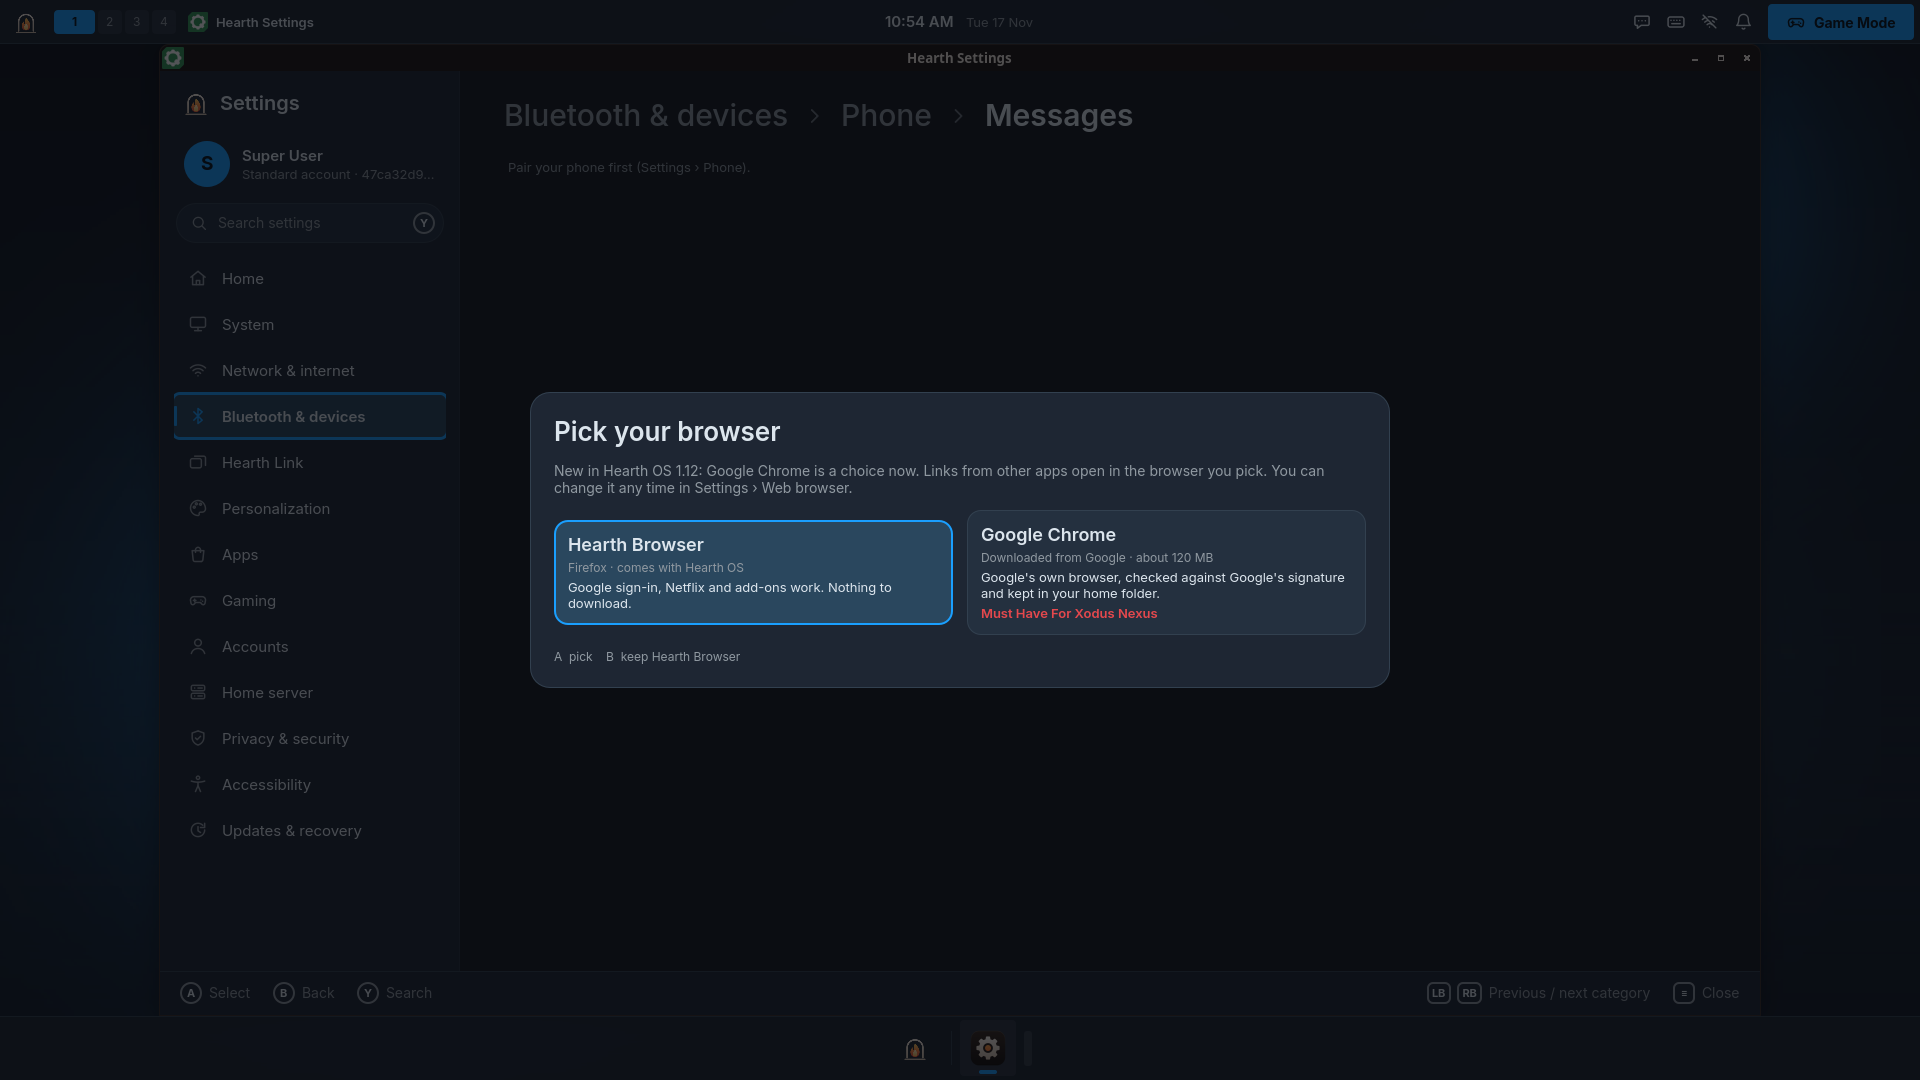 1 2 3 4 Hearth Settings
10:54 AM Tue 17 Nov
Game Mode
Hearth Settings
Settings
S
Super User
Standard account · 47ca32d9...
Search settings Y
Home
System
Network & internet
Bluetooth & devices
Hearth Link
Personalization
Apps
Gaming
Accounts
Home server
Privacy & security
Accessibility
Updates & recovery
Bluetooth & devices › Phone › Messages
Pair your phone first (Settings › Phone).
Pick your browser
New in Hearth OS 1.12: Google Chrome is a choice now. Links from other apps open in the browser you pick. You can
change it any time in Settings › Web browser.
Hearth Browser
Firefox · comes with Hearth OS
Google sign-in, Netflix and add-ons work. Nothing to
download.
Google Chrome
Downloaded from Google · about 120 MB
Google's own browser, checked against Google's signature
and kept in your home folder.
Must Have For Xodus Nexus
A pick B keep Hearth Browser
A Select B Back Y Search
LB RB Previous / next category ≡ Close